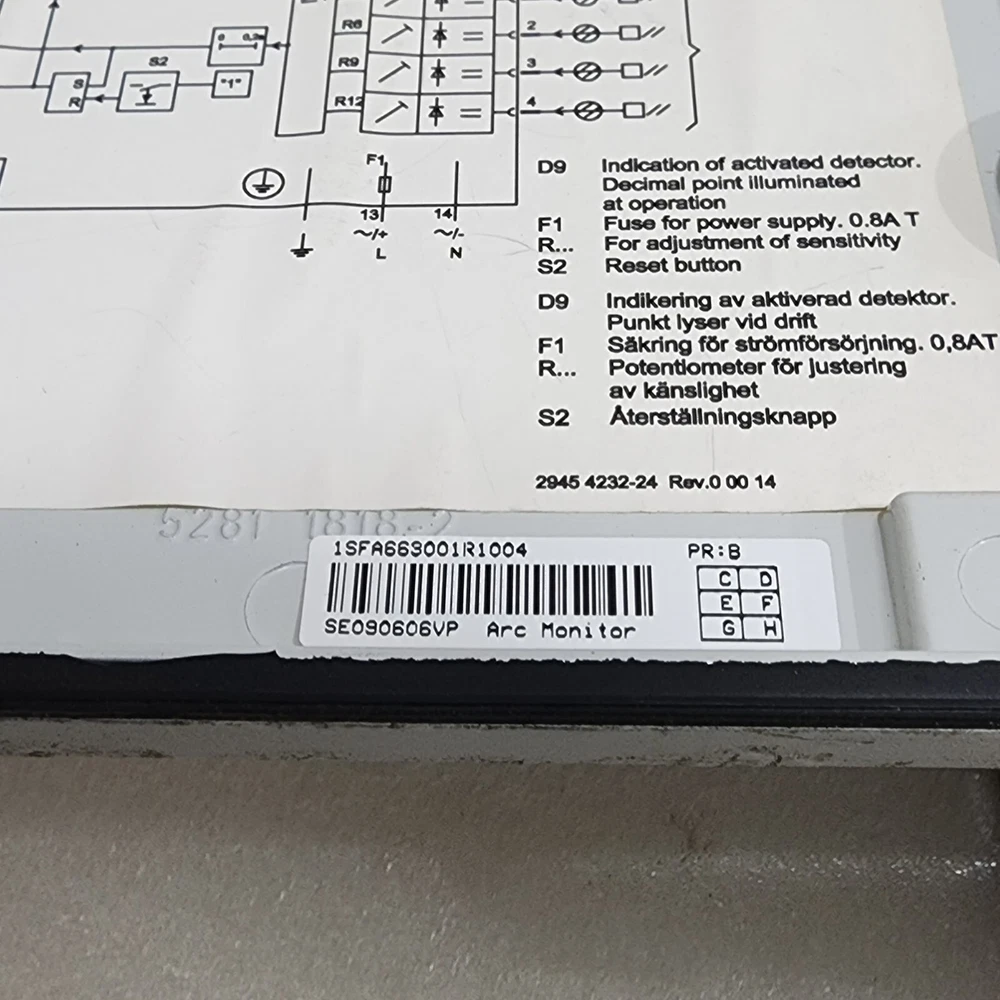 2
R6
0 0,2s
S2
S
R
"1"
R9
3
R12
4
F1
13
14
~/+
~/-
L
N
D9 Indication of activated detector.
Decimal point illuminated
at operation
F1 Fuse for power supply. 0.8A T
R... For adjustment of sensitivity
S2 Reset button
D9 Indikering av aktiverad detektor.
Punkt lyser vid drift
F1 Säkring för strömförsörjning. 0,8AT
R... Potentiometer för justering
av känslighet
S2 Återställningsknapp
2945 4232-24 Rev.0 00 14
5281 1818-2
1SFA663001R1004 PR:B
C D
E F
G H
SE090606VP Arc Monitor